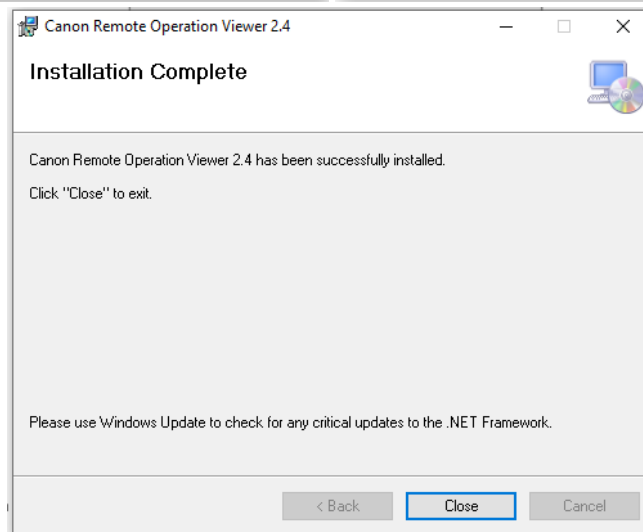 Canon Remote Operation Viewer 2.4
Installation Complete
Canon Remote Operation Viewer 2.4 has been successfully installed.
Click "Close" to exit.
Please use Windows Update to check for any critical updates to the .NET Framework.
< Back
Close
Cancel